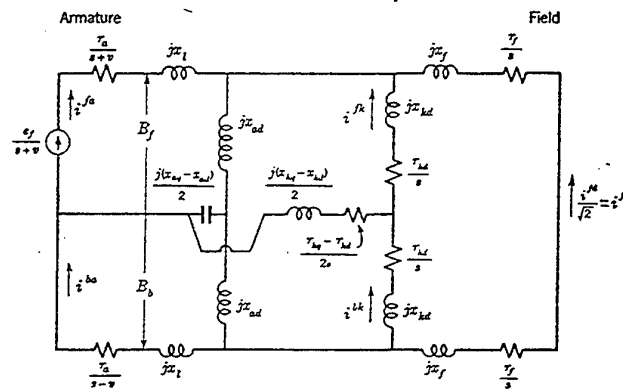 Armature
Field
r_a
s+v
jx_l
jx_f
r_f
s
i^{fa}
B_f
jx_{ad}
i^{fk}
jx_{kd}
e_f
s+v
j(x_{aq}-x_{ad})
2
j(x_{kq}-x_{kd})
2
r_{kd}
s
r_{kq}-r_{kd}
2s
r_{kd}
s
i^{ba}
B_b
jx_{ad}
i^{bk}
jx_{kd}
r_a
s-v
jx_l
jx_f
r_f
s